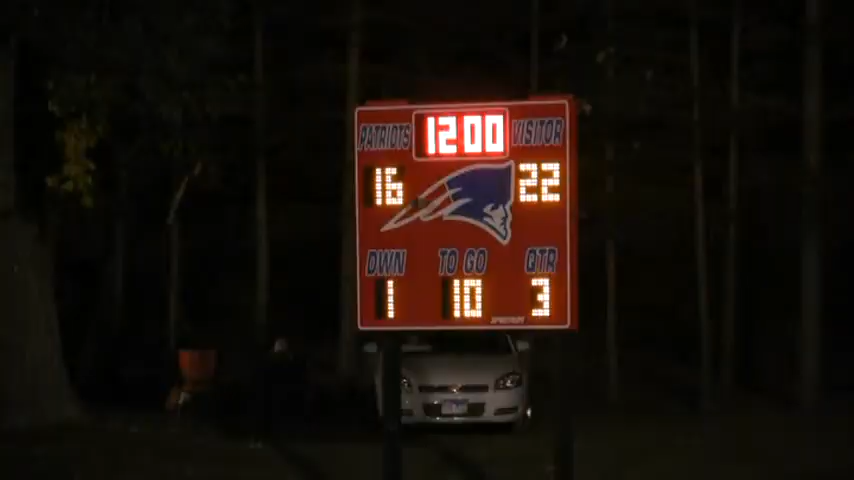 PATRIOTS 12 00 VISITOR
16 22
DWN TO GO QTR
1 10 3